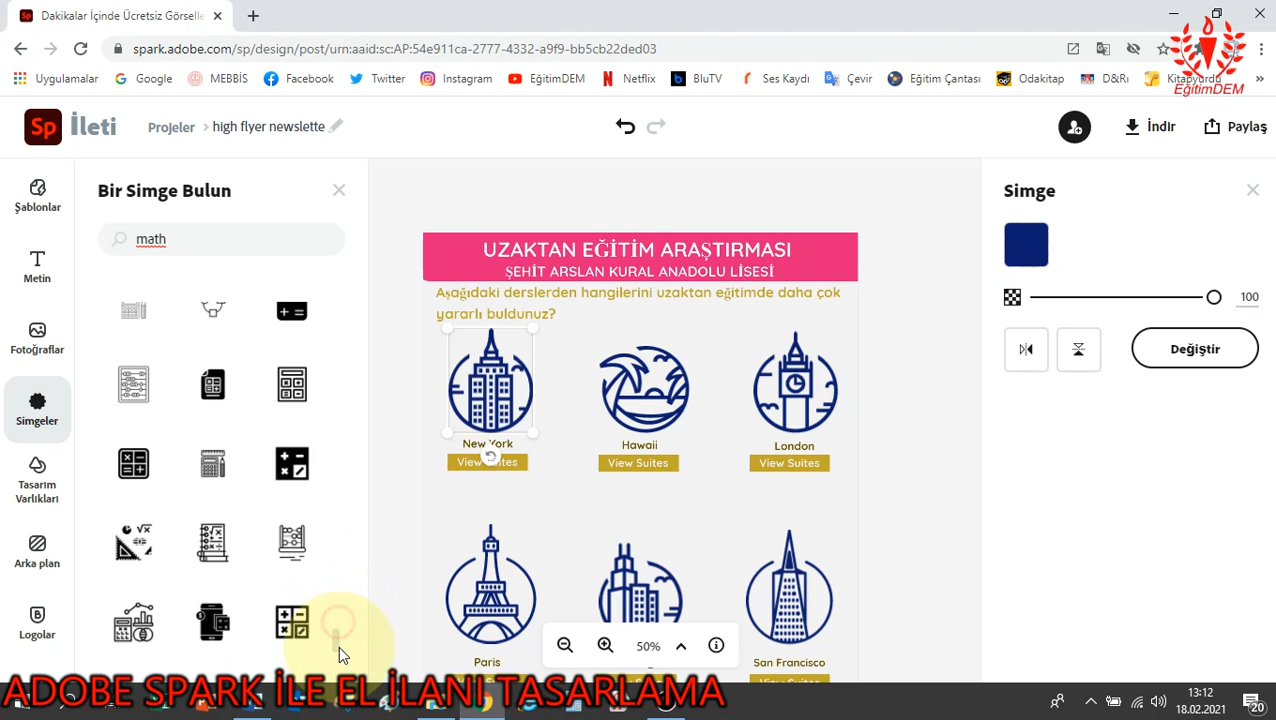 Sp Dakikalar İçinde Ücretsiz Görselle
spark.adobe.com/sp/design/post/urn:aaid:sc:AP:54e911ca-2777-4332-a9f9-bb5cb22ded03
Uygulamalar Google MEBBİS Facebook Twitter Instagram EğitimDEM Netflix BluTV Ses Kaydı Çevir Eğitim Çantası Odakitap D&R Kitapyurdu
EğitimDEM
Sp İleti Projeler high flyer newslette İndir Paylaş
Şablonlar
Metin
Fotoğraflar
Simgeler
Tasarım Varlıkları
Arka plan
Logolar
Bir Simge Bulun
math
UZAKTAN EĞİTİM ARAŞTIRMASI
ŞEHİT ARSLAN KURAL ANADOLU LİSESİ
Aşağıdaki derslerden hangilerini uzaktan eğitimde daha çok
yararlı buldunuz?
New York Hawaii London
View Suites View Suites View Suites
Paris San Francisco
50%
Simge
100
Değiştir
ADOBE SPARK İLE EL İLANI TASARLAMA
13:12
18.02.2021
20